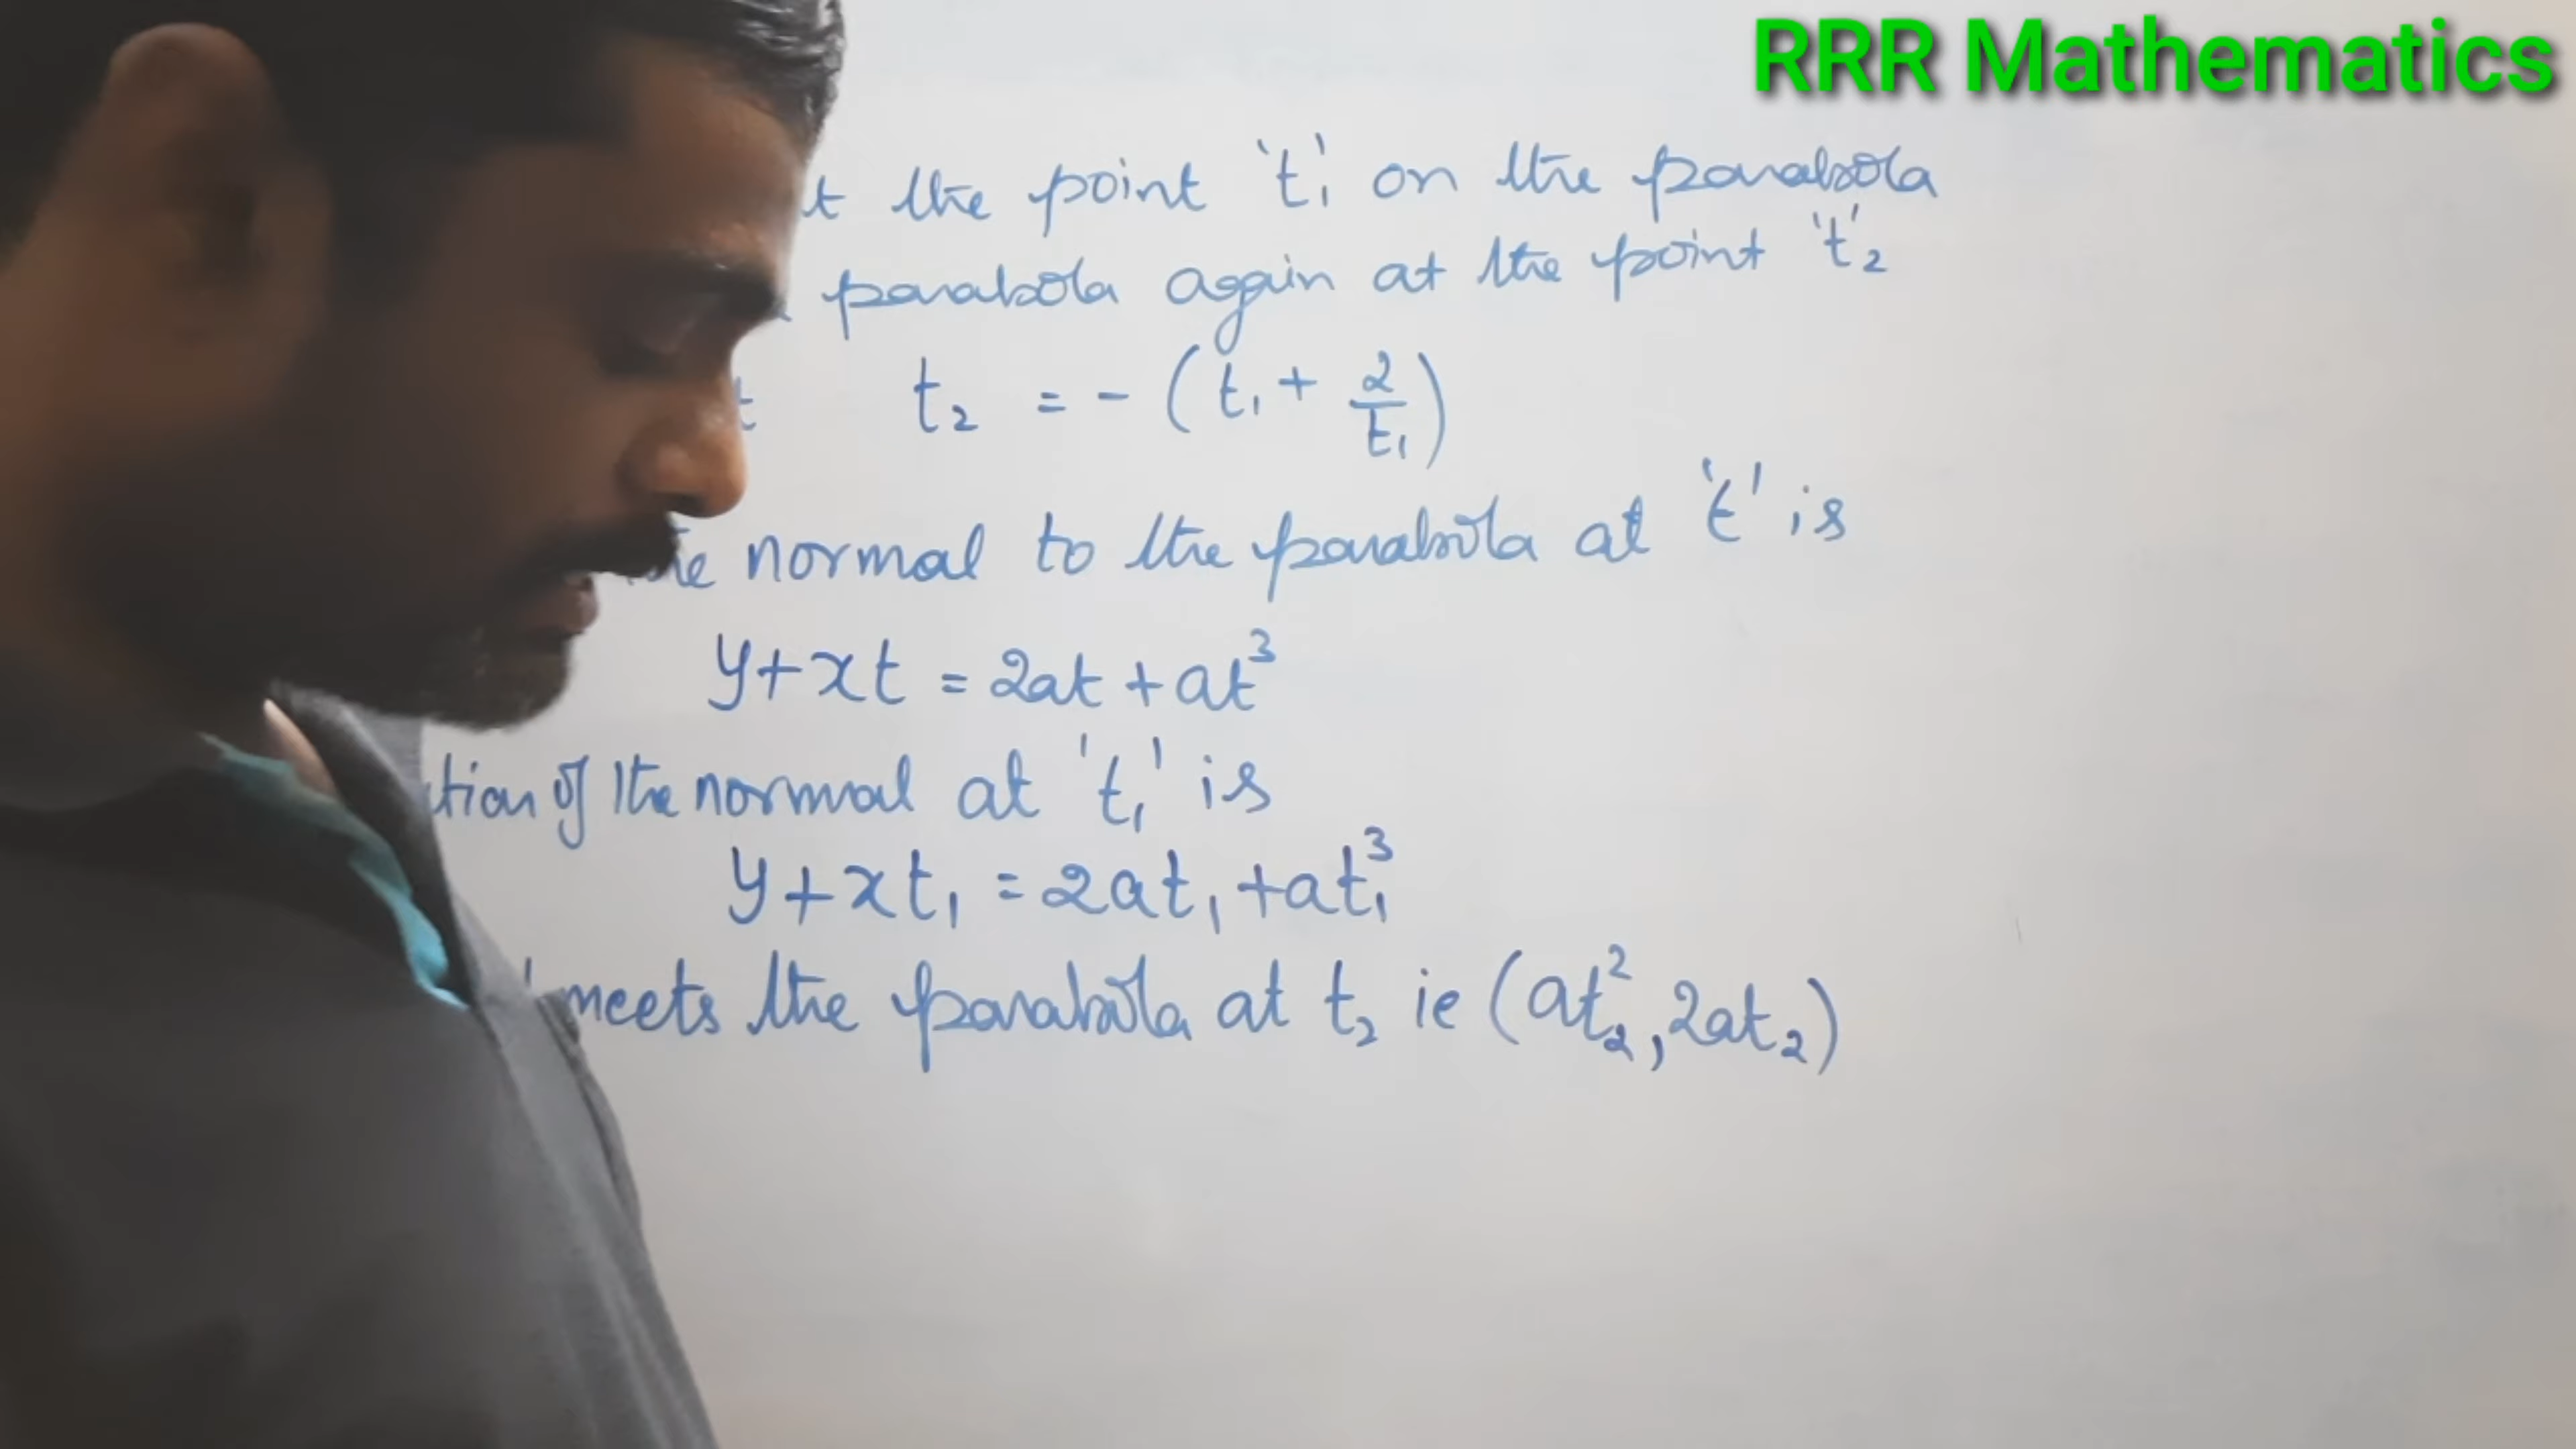 RRR Mathematics
the point 't₁' on the parabola
parabola again at the point 't'₂
t₂ = - (t₁ + 2/t₁)
normal to the parabola at 't' is
y+xt = 2at + at³
of the normal at 't₁' is
y+xt₁ = 2at₁ +at₁³
meets the parabola at t₂ ie (at₂², 2at₂)